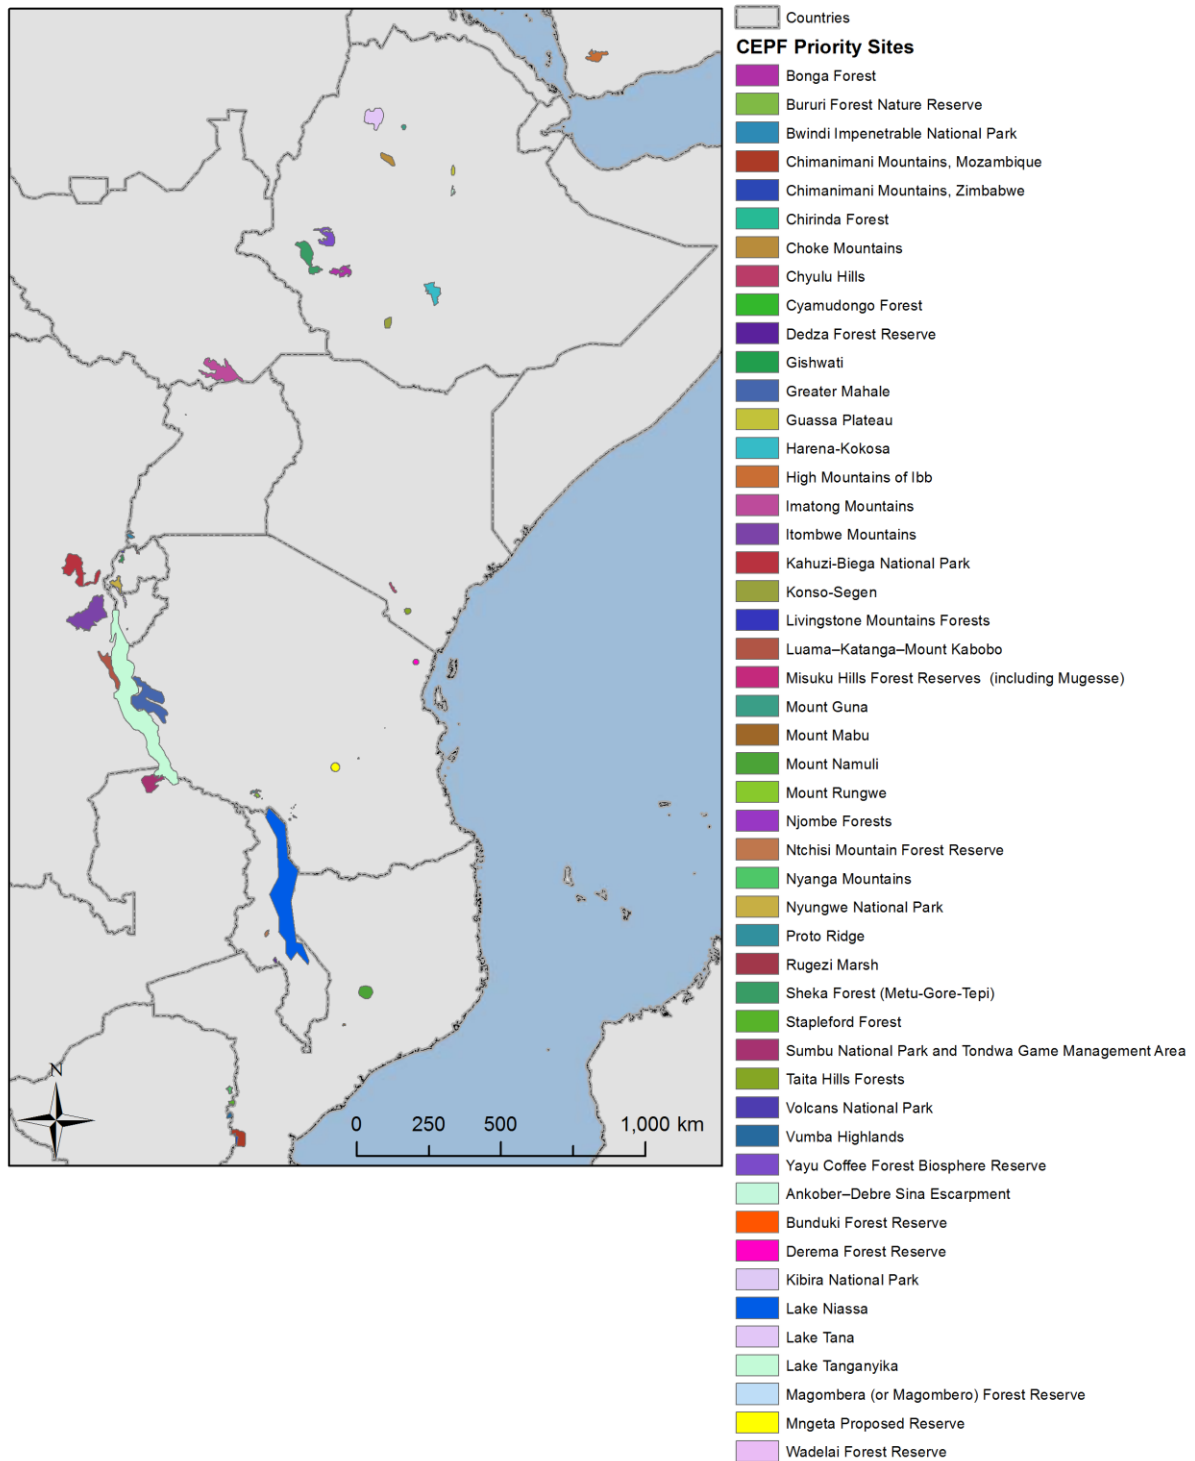 Countries
CEPF Priority Sites
Bonga Forest
Bururi Forest Nature Reserve
Bwindi Impenetrable National Park
Chimanimani Mountains, Mozambique
Chimanimani Mountains, Zimbabwe
Chirinda Forest
Choke Mountains
Chyulu Hills
Cyamudongo Forest
Dedza Forest Reserve
Gishwati
Greater Mahale
Guassa Plateau
Harena-Kokosa
High Mountains of Ibb
Imatong Mountains
Itombwe Mountains
Kahuzi-Biega National Park
Konso-Segen
Livingstone Mountains Forests
Luama–Katanga–Mount Kabobo
Misuku Hills Forest Reserves (including Mugesse)
Mount Guna
Mount Mabu
Mount Namuli
Mount Rungwe
Njombe Forests
Ntchisi Mountain Forest Reserve
Nyanga Mountains
Nyungwe National Park
Proto Ridge
Rugezi Marsh
Sheka Forest (Metu-Gore-Tepi)
Stapleford Forest
Sumbu National Park and Tondwa Game Management Area
Taita Hills Forests
Volcans National Park
Vumba Highlands
Yayu Coffee Forest Biosphere Reserve
Ankober–Debre Sina Escarpment
Bunduki Forest Reserve
Derema Forest Reserve
Kibira National Park
Lake Niassa
Lake Tana
Lake Tanganyika
Magombera (or Magombero) Forest Reserve
Mngeta Proposed Reserve
Wadelai Forest Reserve
N
0 250 500 1,000 km